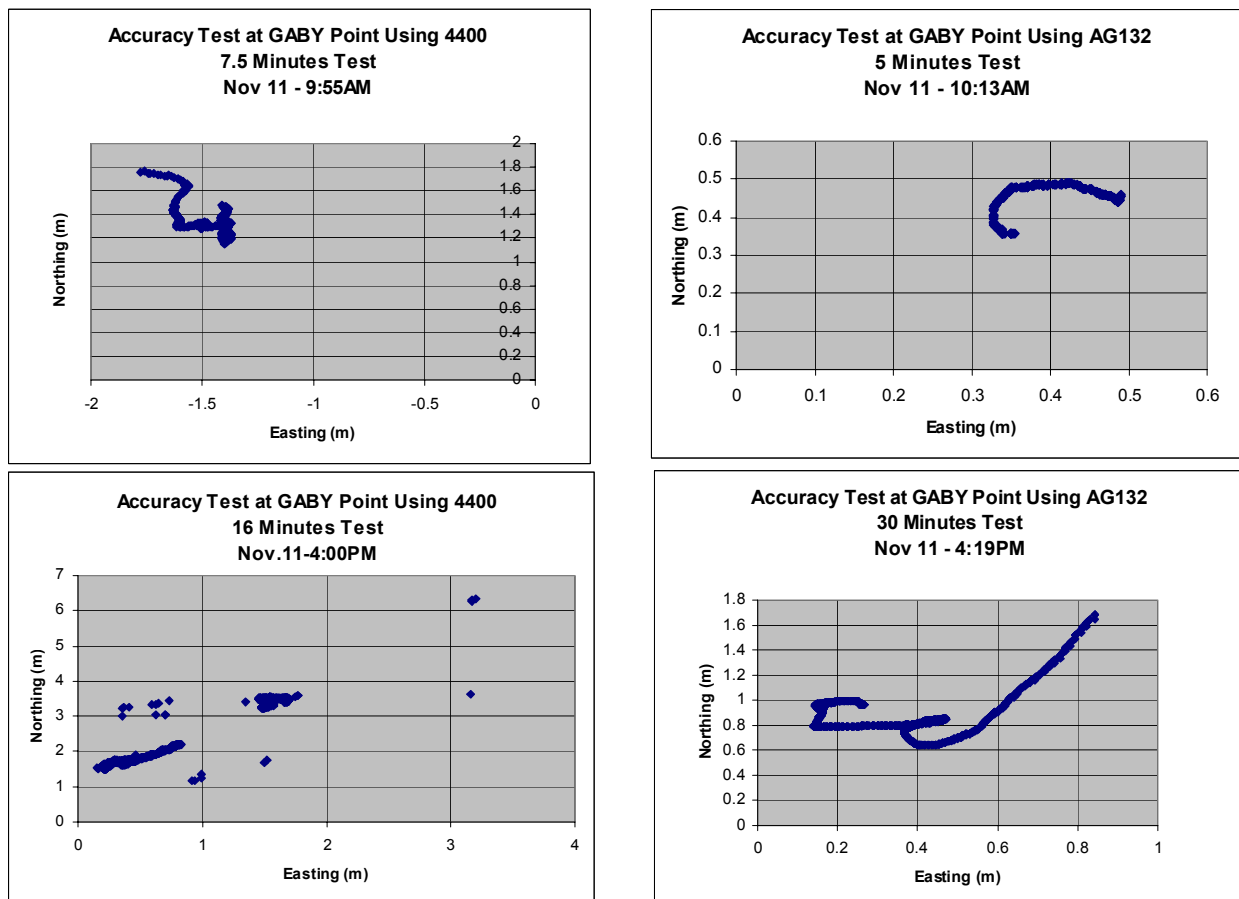 Accuracy Test at GABY Point Using 4400
7.5 Minutes Test
Nov 11 - 9:55AM
Northing (m)
2
1.8
1.6
1.4
1.2
1
0.8
0.6
0.4
0.2
0
-2
-1.5
-1
-0.5
0
Easting (m)
Accuracy Test at GABY Point Using AG132
5 Minutes Test
Nov 11 - 10:13AM
Northing (m)
0.6
0.5
0.4
0.3
0.2
0.1
0
0
0.1
0.2
0.3
0.4
0.5
0.6
Easting (m)
Accuracy Test at GABY Point Using 4400
16 Minutes Test
Nov.11-4:00PM
Northing (m)
7
6
5
4
3
2
1
0
0
1
2
3
4
Easting (m)
Accuracy Test at GABY Point Using AG132
30 Minutes Test
Nov 11 - 4:19PM
Northing (m)
1.8
1.6
1.4
1.2
1
0.8
0.6
0.4
0.2
0
0
0.2
0.4
0.6
0.8
1
Easting (m)